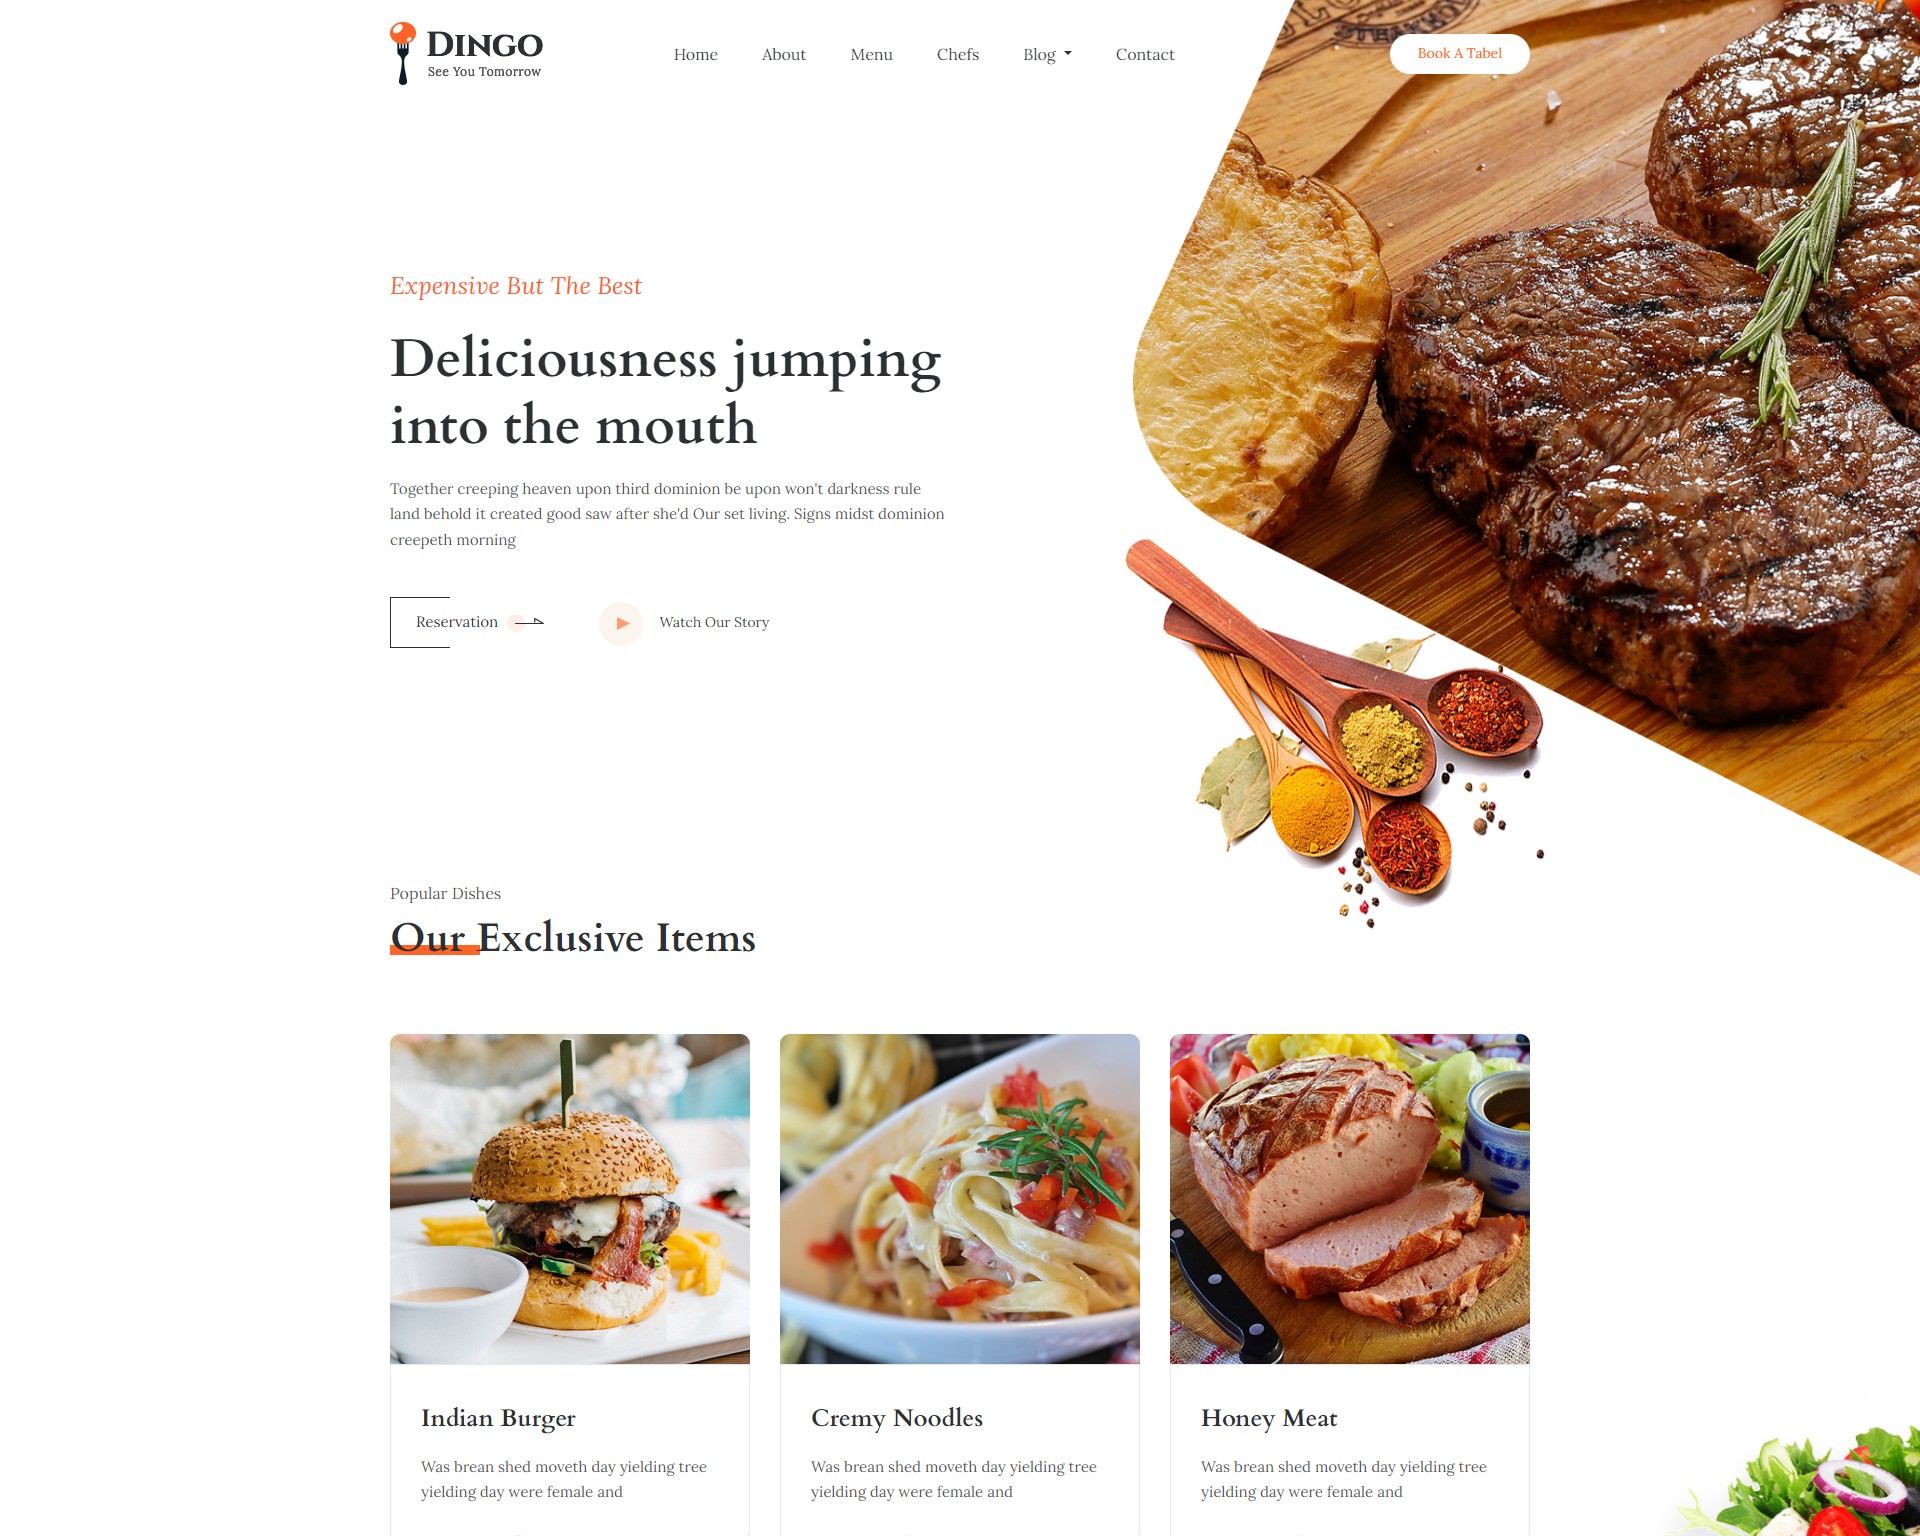 DINGO
See You Tomorrow
Home
About
Menu
Chefs
Blog
Contact
Book A Tabel
Expensive But The Best
Deliciousness jumping
into the mouth
Together creeping heaven upon third dominion be upon won't darkness rule
land behold it created good saw after she'd Our set living. Signs midst dominion
creepeth morning
Reservation
Watch Our Story
Popular Dishes
Our Exclusive Items
Indian Burger
Was brean shed moveth day yielding tree
yielding day were female and
Cremy Noodles
Was brean shed moveth day yielding tree
yielding day were female and
Honey Meat
Was brean shed moveth day yielding tree
yielding day were female and